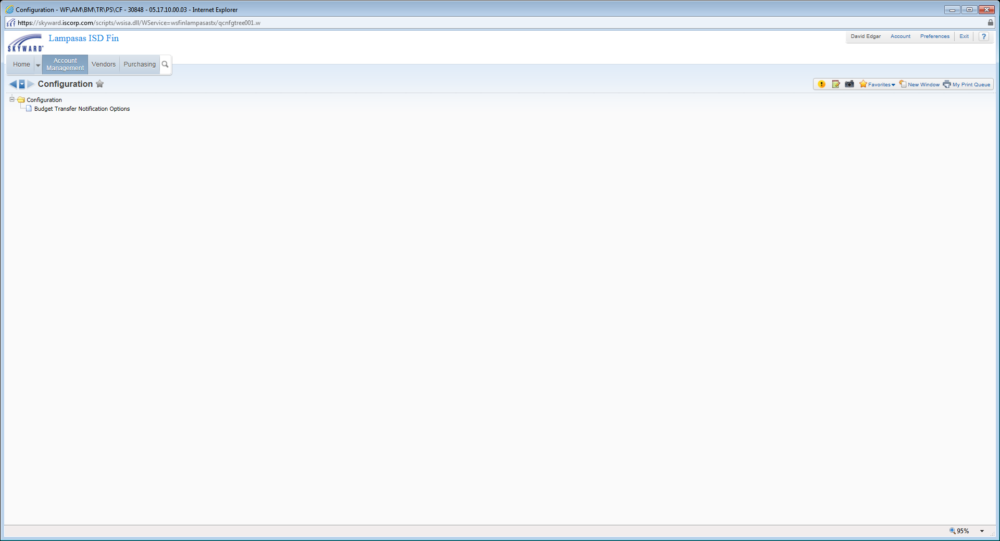 Configuration - WF\AM\BM\TR\PS\CF - 30848 - 05.17.10.00.03 - Internet Explorer
https://skyward.iscorp.com/scripts/wsisa.dll/WService=wsfinlampasastx/qcnfgtree001.w
SKYWARD Lampasas ISD Fin
David Edgar Account Preferences Exit ?
Home Account Management Vendors Purchasing
Configuration
Favorites New Window My Print Queue
Configuration
Budget Transfer Notification Options
95%